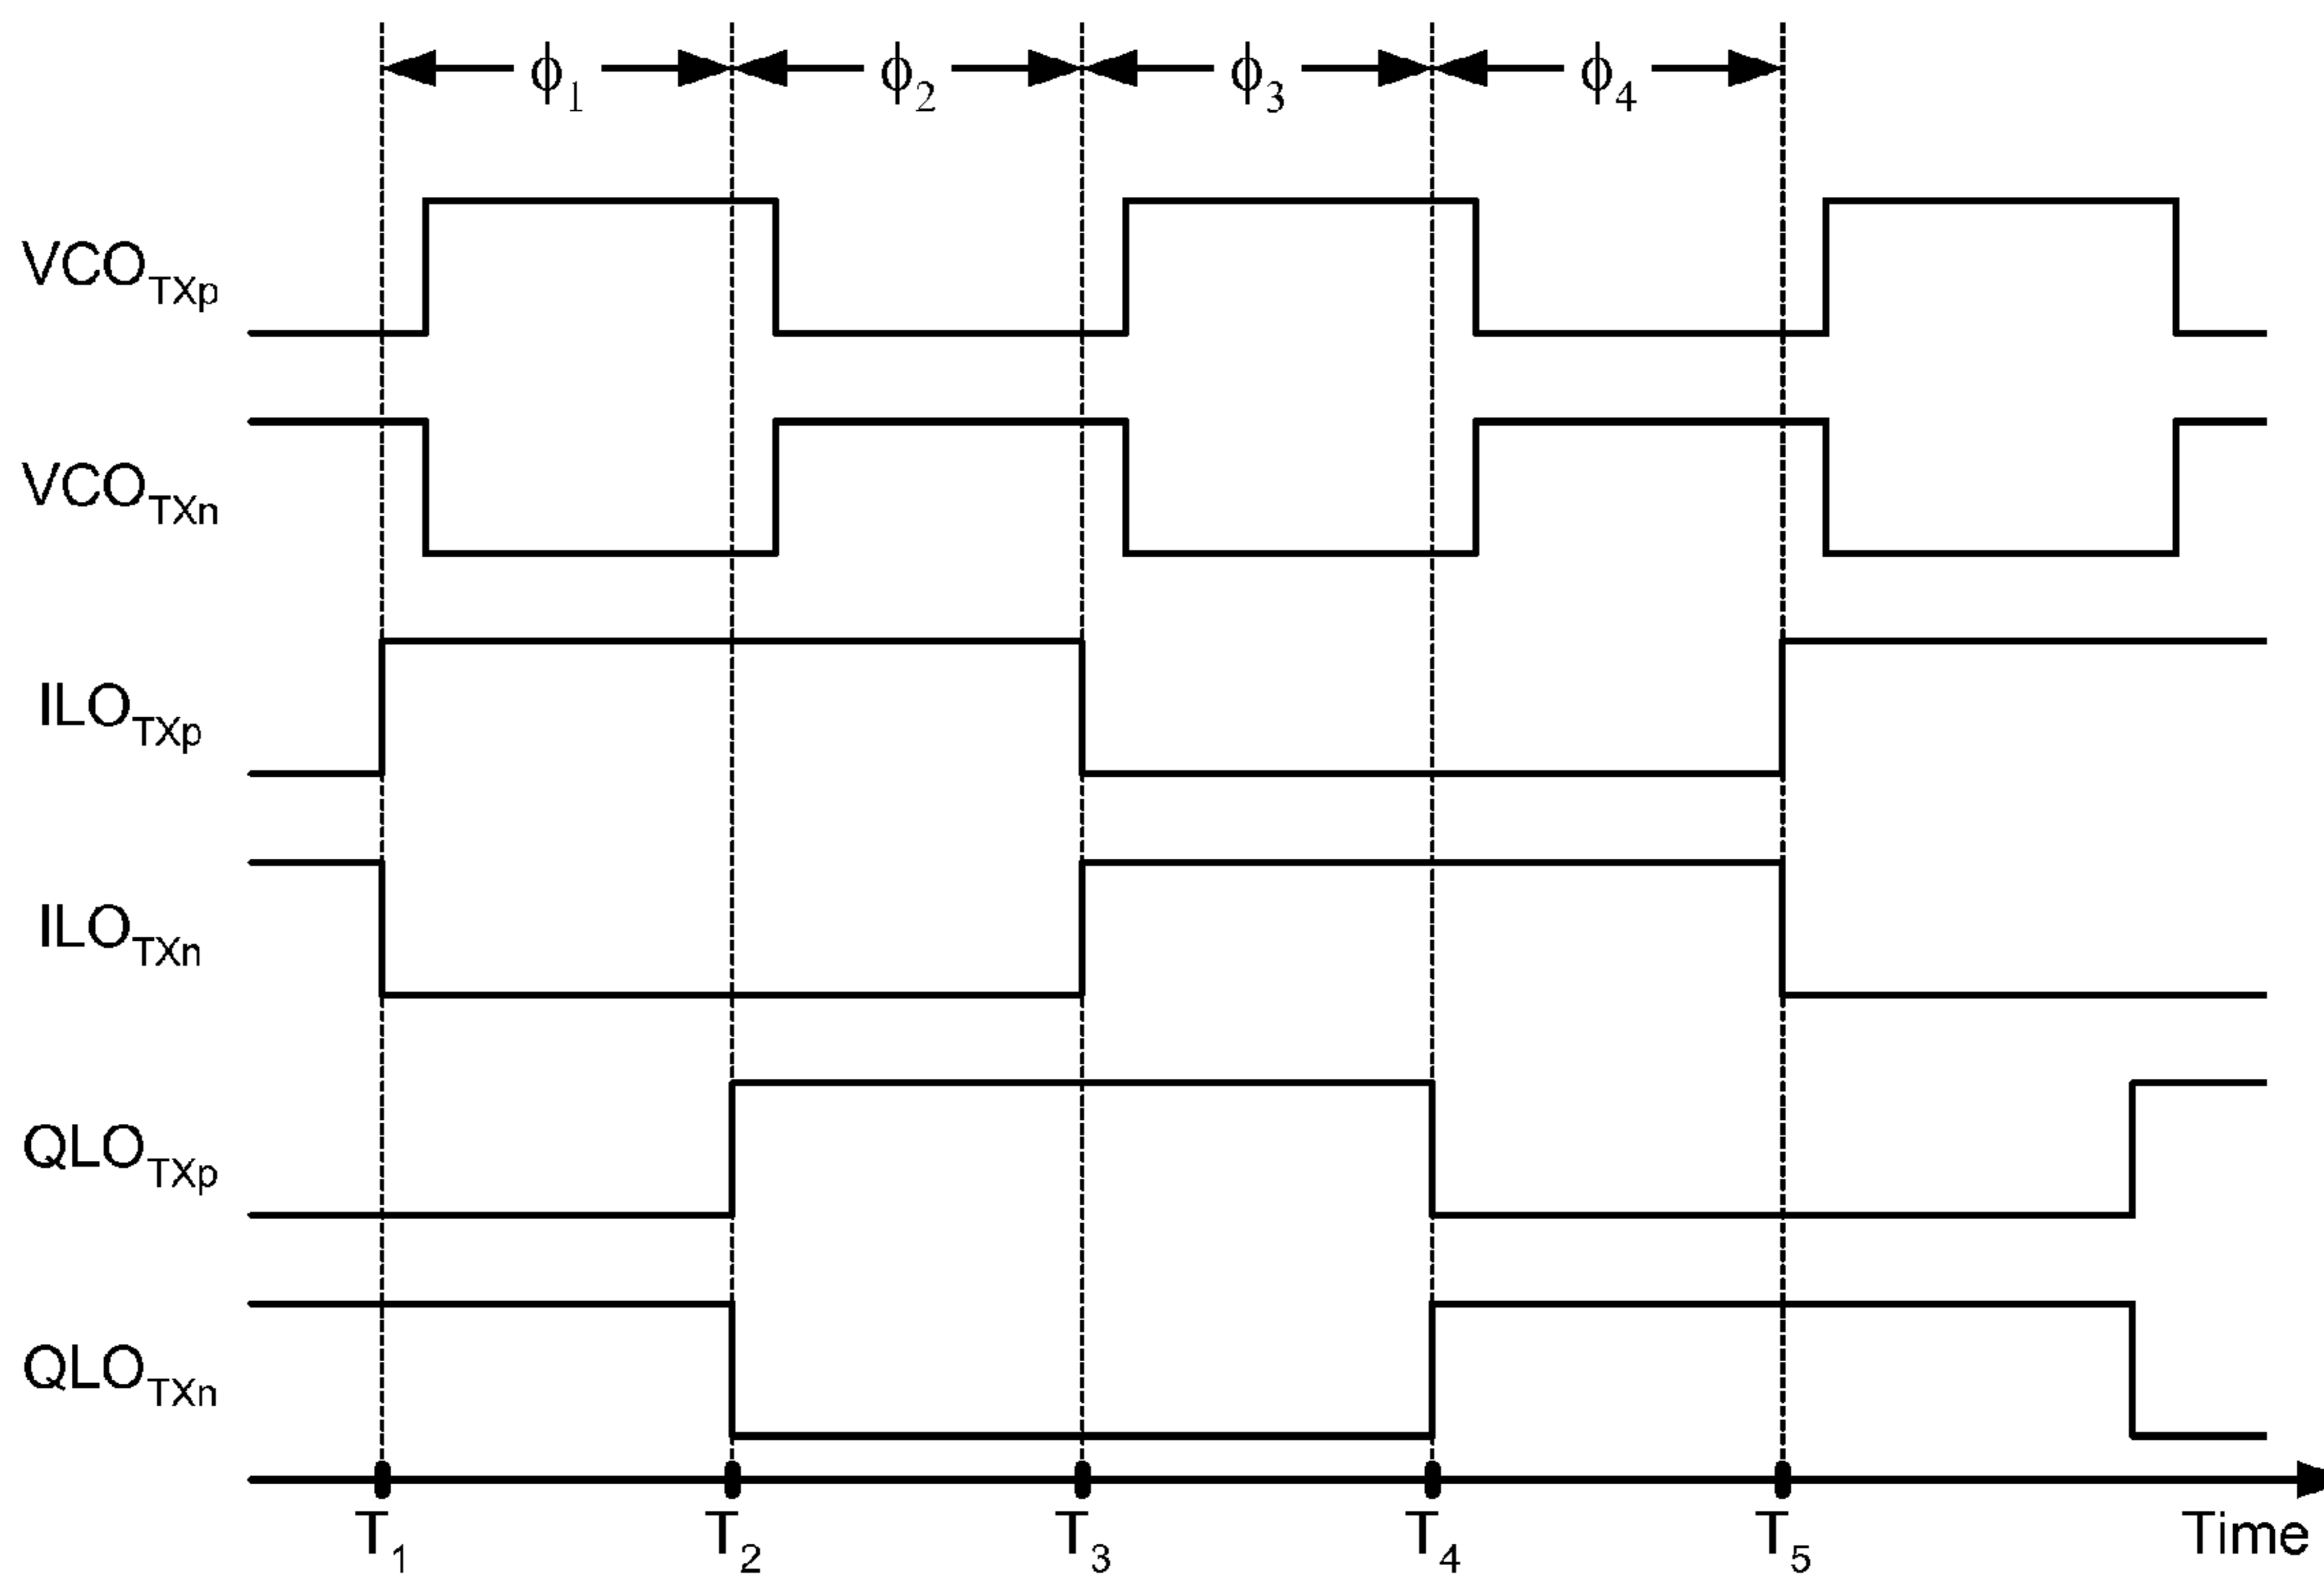 ϕ1 ϕ2 ϕ3 ϕ4
VCOTXp
VCOTXn
ILOTXp
ILOTXn
QLOTXp
QLOTXn
T1 T2 T3 T4 T5 Time